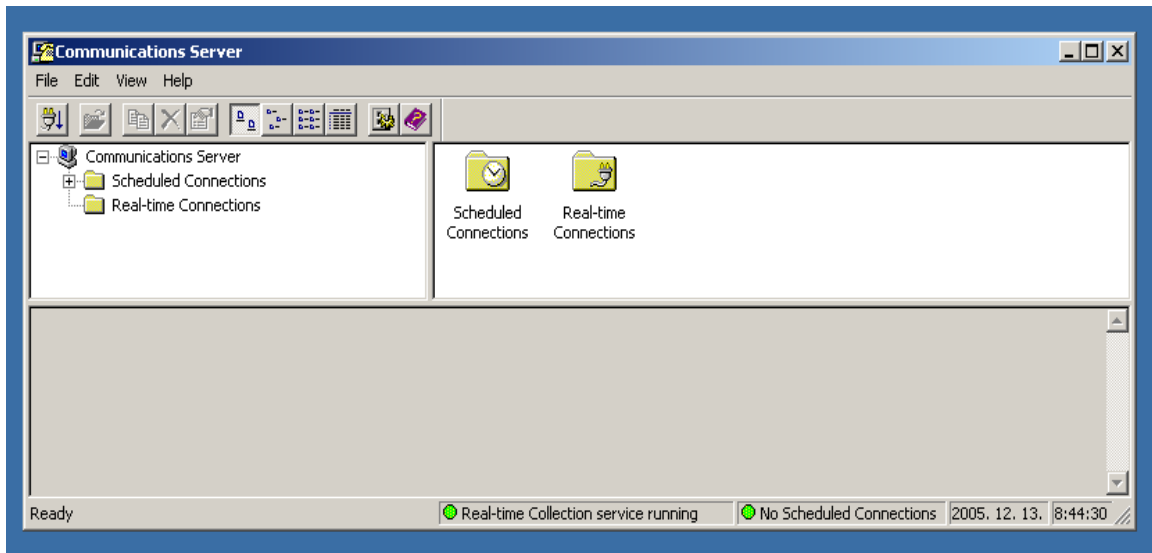 Communications Server
File Edit View Help
Communications Server
Scheduled Connections
Real-time Connections
Scheduled
Connections
Real-time
Connections
Ready
Real-time Collection service running
No Scheduled Connections
2005. 12. 13.
8:44:30